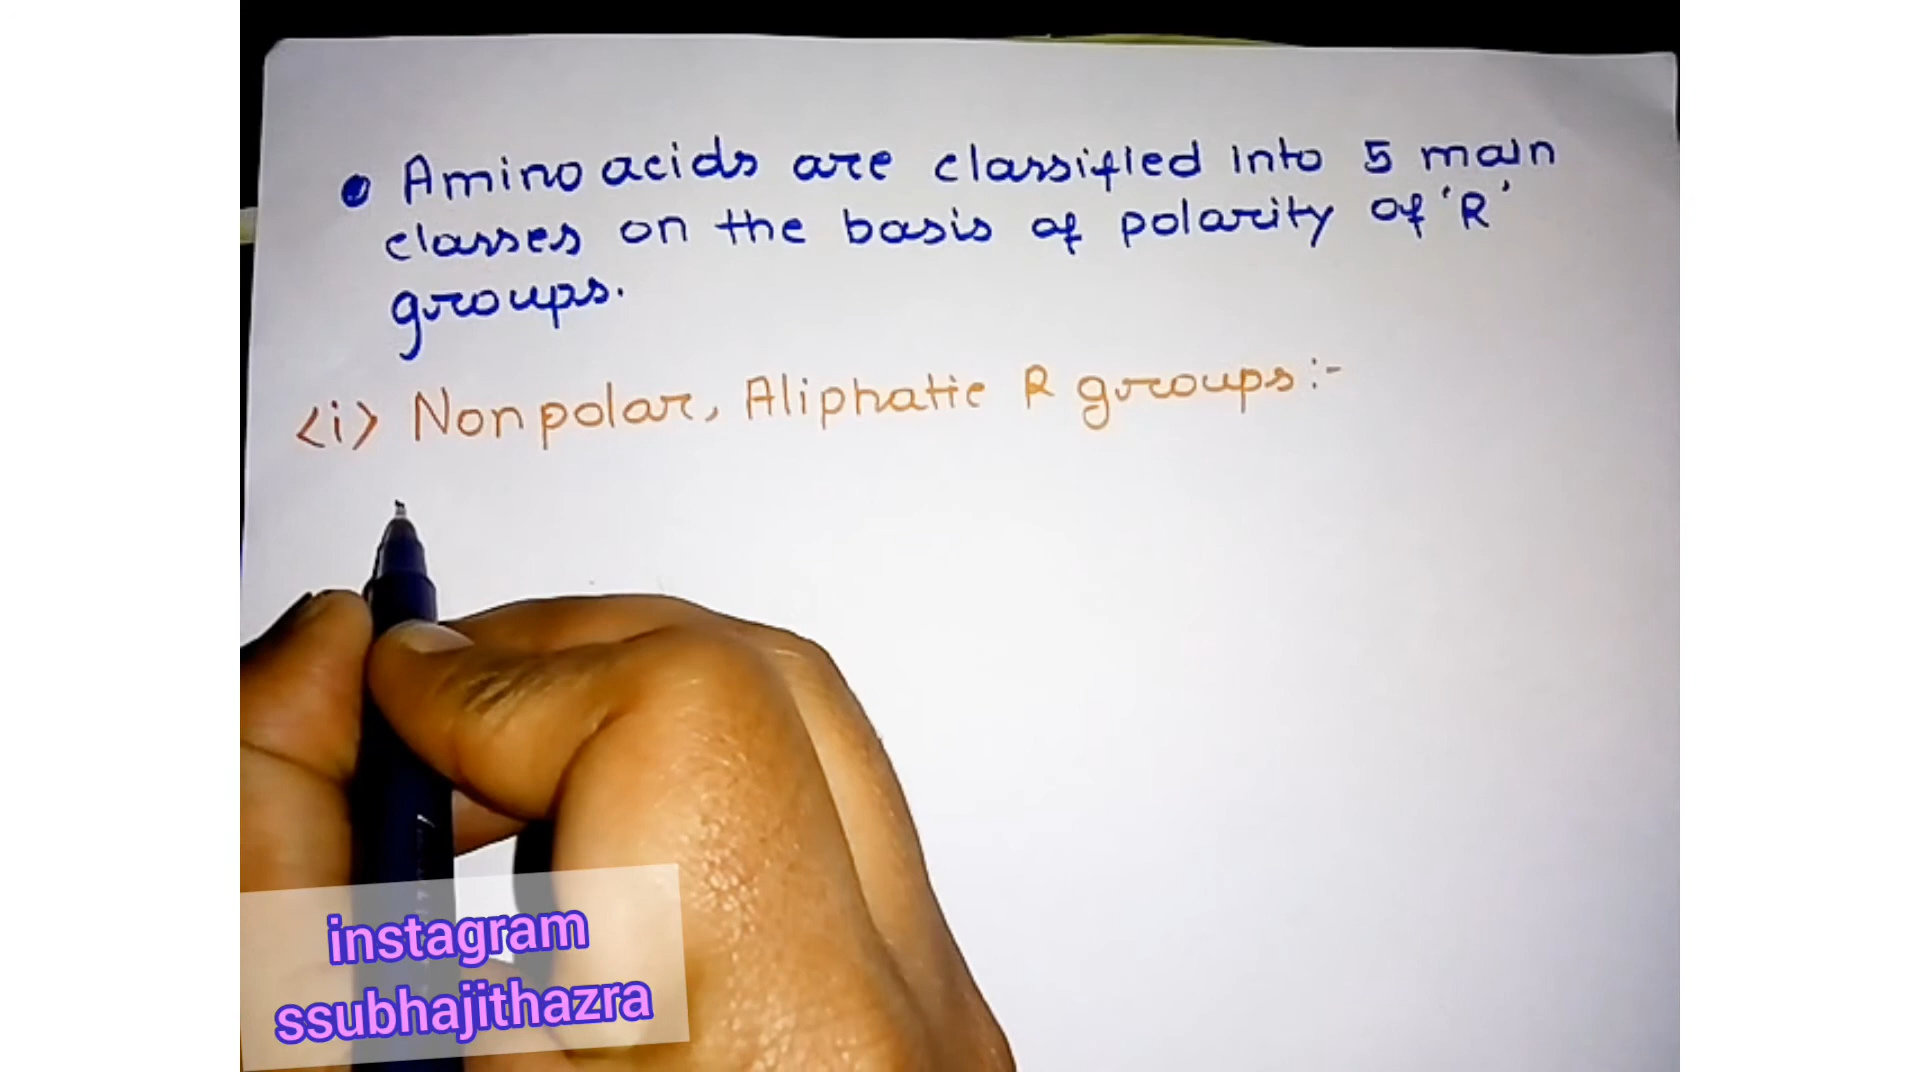 Amino acids are classified into 5 main
classes on the basis of polarity of 'R'
groups.
<i> Nonpolar, Aliphatic R groups:-
instagram
ssubhajithazra